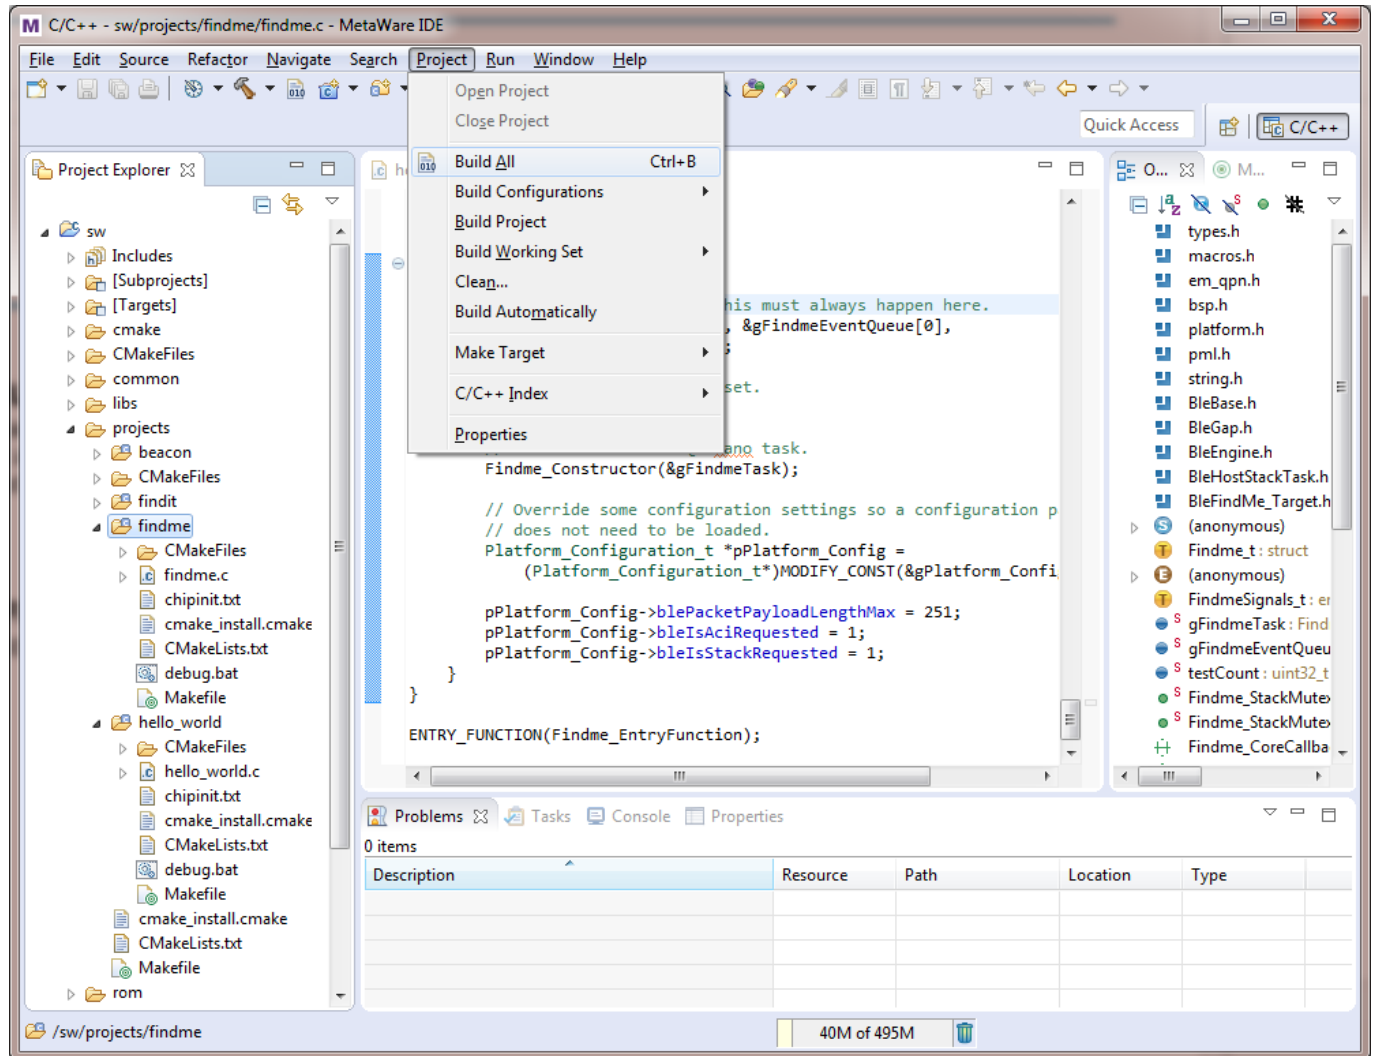 C/C++ - sw/projects/findme/findme.c - MetaWare IDE
File Edit Source Refactor Navigate Search Project Run Window Help
Quick Access
C/C++
Project Explorer
sw
Includes
[Subprojects]
[Targets]
cmake
CMakeFiles
common
libs
projects
beacon
CMakeFiles
findit
findme
CMakeFiles
findme.c
chipinit.txt
cmake_install.cmake
CMakeLists.txt
debug.bat
Makefile
hello_world
CMakeFiles
hello_world.c
chipinit.txt
cmake_install.cmake
CMakeLists.txt
debug.bat
Makefile
cmake_install.cmake
CMakeLists.txt
Makefile
rom
Open Project
Close Project
Build All Ctrl+B
Build Configurations
Build Project
Build Working Set
Clean...
Build Automatically
Make Target
C/C++ Index
Properties
his must always happen here.
, &gFindmeEventQueue[0],
;
set.
ano task.
Findme_Constructor(&gFindmeTask);
// Override some configuration settings so a configuration p
// does not need to be loaded.
Platform_Configuration_t *pPlatform_Config =
(Platform_Configuration_t*)MODIFY_CONST(&gPlatform_Confi
pPlatform_Config->blePacketPayloadLengthMax = 251;
pPlatform_Config->bleIsAciRequested = 1;
pPlatform_Config->bleIsStackRequested = 1;
}
}
ENTRY_FUNCTION(Findme_EntryFunction);
O... M...
types.h
macros.h
em_qpn.h
bsp.h
platform.h
pml.h
string.h
BleBase.h
BleGap.h
BleEngine.h
BleHostStackTask.h
BleFindMe_Target.h
(anonymous)
Findme_t : struct
(anonymous)
FindmeSignals_t : er
gFindmeTask : Find
gFindmeEventQueu
testCount : uint32_t
Findme_StackMutex
Findme_StackMutex
Findme_CoreCallba
Problems Tasks Console Properties
0 items
Description Resource Path Location Type
/sw/projects/findme
40M of 495M